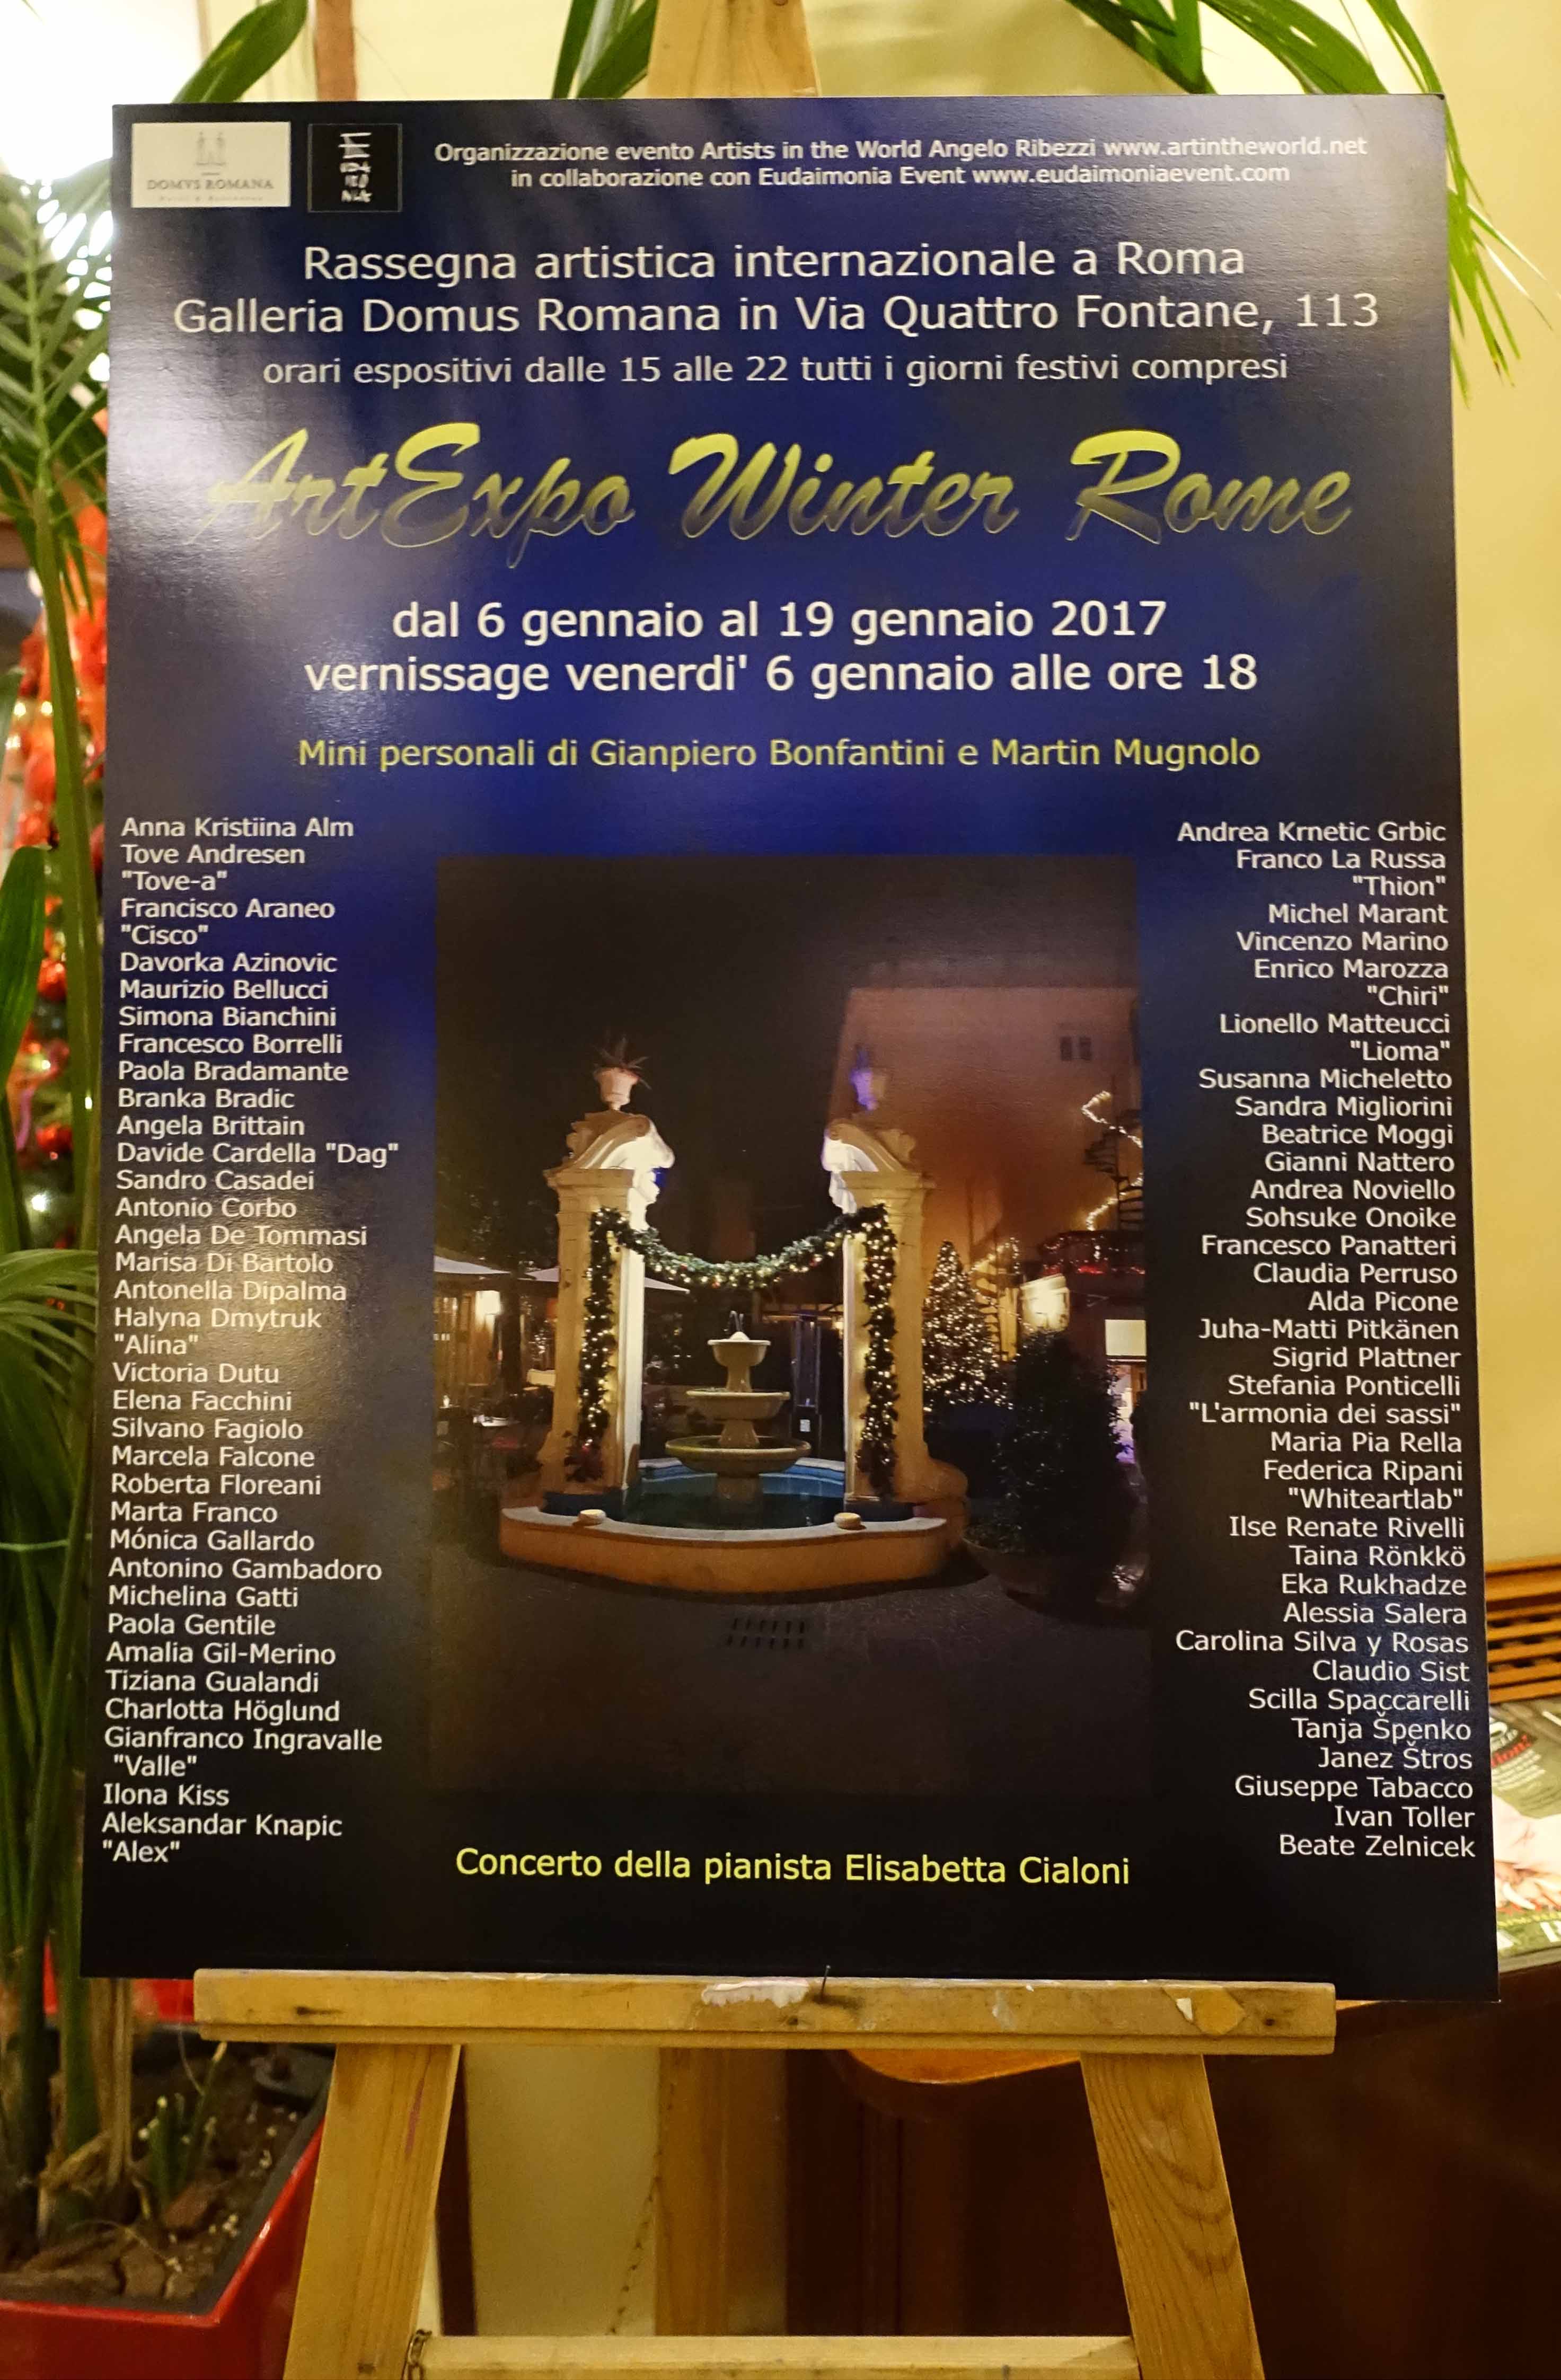 DOMVS ROMANA
Organizzazione evento Artists in the World Angelo Ribezzi www.artintheworld.net
in collaborazione con Eudaimonia Event www.eudaimoniaevent.com
Rassegna artistica internazionale a Roma
Galleria Domus Romana in Via Quattro Fontane, 113
orari espositivi dalle 15 alle 22 tutti i giorni festivi compresi
ArtExpo Winter Rome
dal 6 gennaio al 19 gennaio 2017
vernissage venerdi' 6 gennaio alle ore 18
Mini personali di Gianpiero Bonfantini e Martin Mugnolo
Anna Kristiina Alm
Tove Andresen
"Tove-a"
Francisco Araneo
"Cisco"
Davorka Azinovic
Maurizio Bellucci
Simona Bianchini
Francesco Borrelli
Paola Bradamante
Branka Bradic
Angela Brittain
Davide Cardella "Dag"
Sandro Casadei
Antonio Corbo
Angela De Tommasi
Marisa Di Bartolo
Antonella Dipalma
Halyna Dmytruk
"Alina"
Victoria Dutu
Elena Facchini
Silvano Fagiolo
Marcela Falcone
Roberta Floreani
Marta Franco
Mónica Gallardo
Antonino Gambadoro
Michelina Gatti
Paola Gentile
Amalia Gil-Merino
Tiziana Gualandi
Charlotta Höglund
Gianfranco Ingravalle
"Valle"
Ilona Kiss
Aleksandar Knapic
"Alex"
Andrea Krnetic Grbic
Franco La Russa
"Thion"
Michel Marant
Vincenzo Marino
Enrico Marozza
"Chiri"
Lionello Matteucci
"Lioma"
Susanna Micheletto
Sandra Migliorini
Beatrice Moggi
Gianni Nattero
Andrea Noviello
Sohsuke Onoike
Francesco Panatteri
Claudia Perruso
Alda Picone
Juha-Matti Pitkänen
Sigrid Plattner
Stefania Ponticelli
"L'armonia dei sassi"
Maria Pia Rella
Federica Ripani
"Whiteartlab"
Ilse Renate Rivelli
Taina Rönkkö
Eka Rukhadze
Alessia Salera
Carolina Silva y Rosas
Claudio Sist
Scilla Spaccarelli
Tanja Špenko
Janez Štros
Giuseppe Tabacco
Ivan Toller
Beate Zelnicek
Concerto della pianista Elisabetta Cialoni